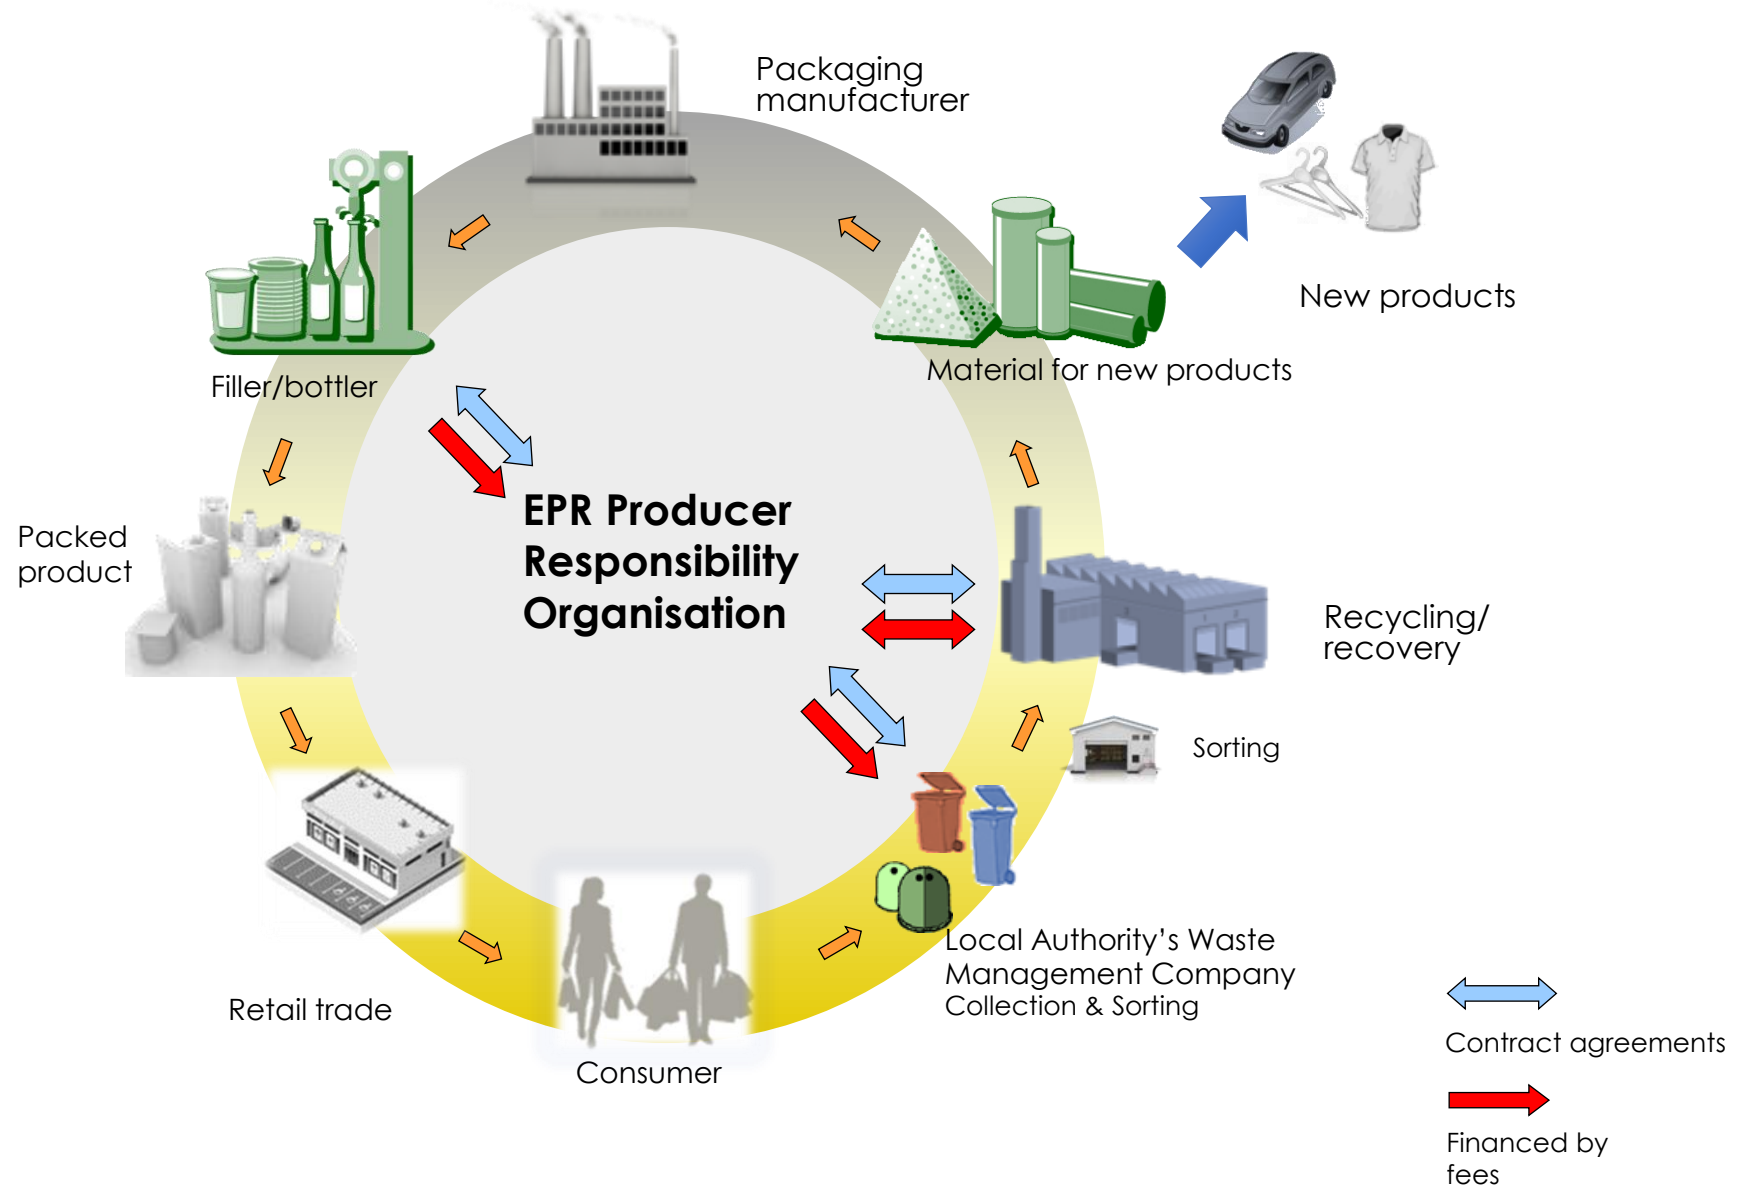 Packaging
manufacturer
New products
Material for new products
Filler/bottler
EPR Producer
Responsibility
Organisation
Packed
product
Recycling/
recovery
Sorting
Local Authority’s Waste
Management Company
Collection & Sorting
Retail trade
Consumer
Contract agreements
Financed by
fees